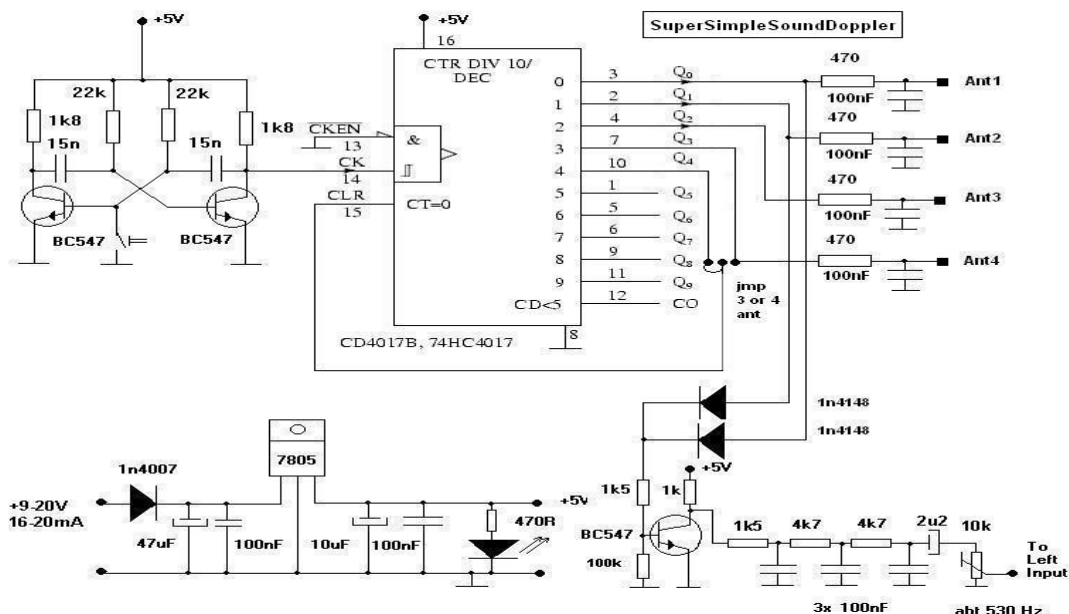 SuperSimpleSoundDoppler
+5V
+5V
16
CTR DIV 10/
DEC
22k
22k
1k8
1k8
15n
15n
CKEN
13
&
CK
14
CLR
15
CT=0
BC547
BC547
0
3
Q0
1
2
Q1
2
4
Q2
3
7
Q3
4
10
Q4
5
1
Q5
6
5
Q6
7
6
Q7
8
9
Q8
9
11
Q9
CD<5
12
CO
8
CD4017B, 74HC4017
470
100nF
Ant1
470
100nF
Ant2
470
100nF
Ant3
470
100nF
Ant4
jmp
3 or 4
ant
1n4148
1n4148
1n4007
7805
+9-20V
16-20mA
47uF
100nF
10uF
100nF
+5V
470R
+5V
1k5
1k
BC547
100k
1k5
4k7
4k7
2u2
10k
To
Left
Input
3x 100nF
abt 530 Hz